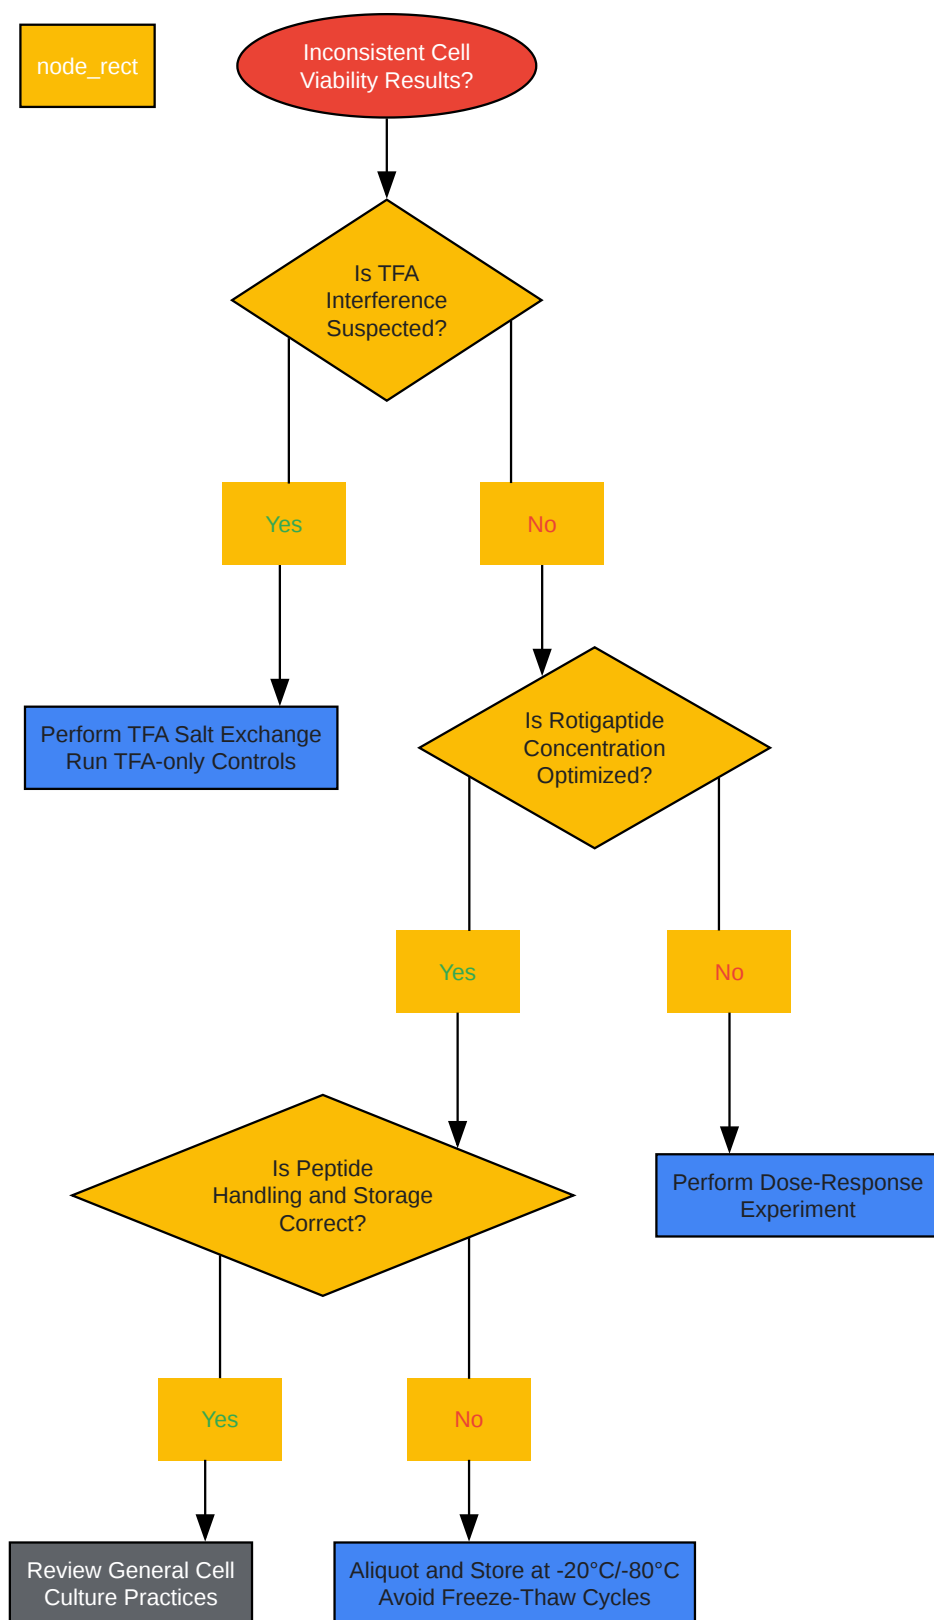 node_rect
Inconsistent Cell
Viability Results?
Is TFA
Interference
Suspected?
Yes
No
Perform TFA Salt Exchange
Run TFA-only Controls
Is Rotigaptide
Concentration
Optimized?
Yes
No
Is Peptide
Handling and Storage
Correct?
Perform Dose-Response
Experiment
Yes
No
Review General Cell
Culture Practices
Aliquot and Store at -20°C/-80°C
Avoid Freeze-Thaw Cycles